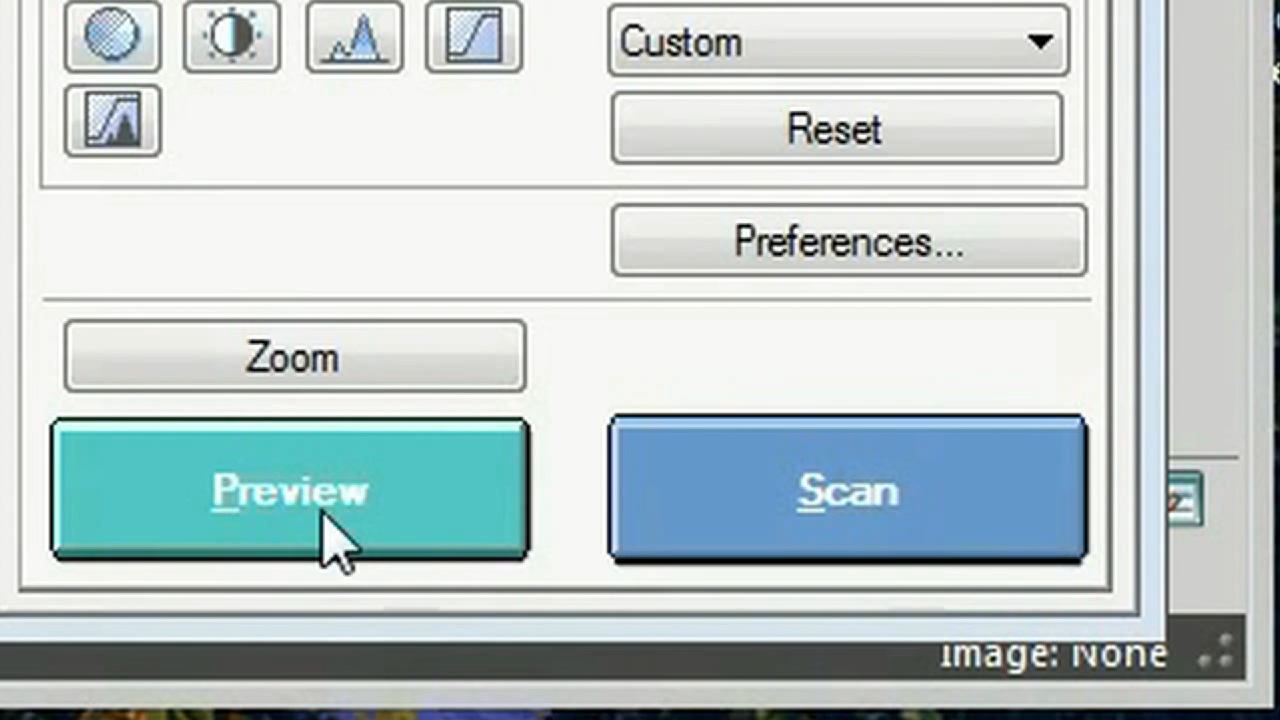 Custom
Reset
Preferences...
Zoom
Preview
Scan
Image: None